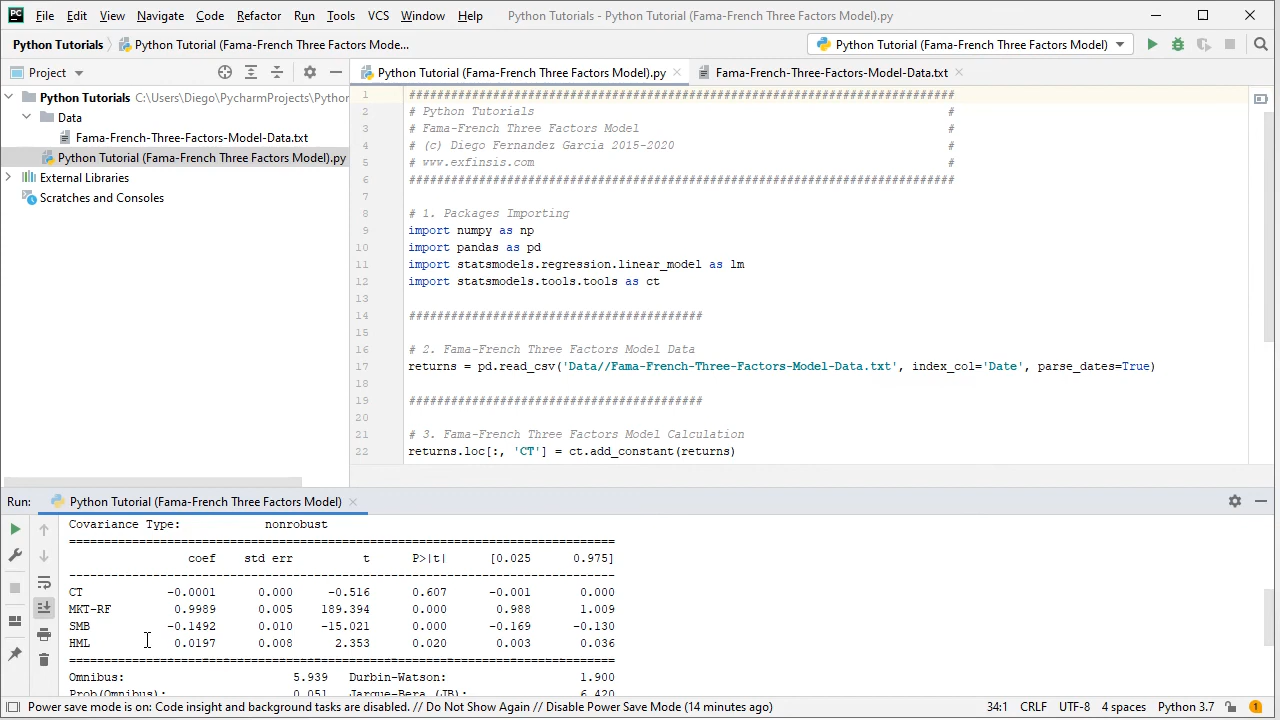 PC File Edit View Navigate Code Refactor Run Tools VCS Window Help Python Tutorials - Python Tutorial (Fama-French Three Factors Model).py
Python Tutorials Python Tutorial (Fama-French Three Factors Mode... Python Tutorial (Fama-French Three Factors Model)
Project Python Tutorial (Fama-French Three Factors Model).py Fama-French-Three-Factors-Model-Data.txt
Python Tutorials C:\Users\Diego\PycharmProjects\Python
Data
Fama-French-Three-Factors-Model-Data.txt
Python Tutorial (Fama-French Three Factors Model).py
External Libraries
Scratches and Consoles
1 ##############################################################################
2 # Python Tutorials #
3 # Fama-French Three Factors Model #
4 # (c) Diego Fernandez Garcia 2015-2020 #
5 # www.exfinsis.com #
6 ##############################################################################
7
8 # 1. Packages Importing
9 import numpy as np
10 import pandas as pd
11 import statsmodels.regression.linear_model as lm
12 import statsmodels.tools.tools as ct
13
14 ##########################################
15
16 # 2. Fama-French Three Factors Model Data
17 returns = pd.read_csv('Data//Fama-French-Three-Factors-Model-Data.txt', index_col='Date', parse_dates=True)
18
19 ##########################################
20
21 # 3. Fama-French Three Factors Model Calculation
22 returns.loc[:, 'CT'] = ct.add_constant(returns)
Run: Python Tutorial (Fama-French Three Factors Model)
Covariance Type: nonrobust
==============================================================================
coef std err t P>|t| [0.025 0.975]
------------------------------------------------------------------------------
CT -0.0001 0.000 -0.516 0.607 -0.001 0.000
MKT-RF 0.9989 0.005 189.394 0.000 0.988 1.009
SMB -0.1492 0.010 -15.021 0.000 -0.169 -0.130
HML 0.0197 0.008 2.353 0.020 0.003 0.036
==============================================================================
Omnibus: 5.939 Durbin-Watson: 1.900
Prob(Omnibus): 0.051 Jarque-Bera (JB): 6.420
Power save mode is on: Code insight and background tasks are disabled. // Do Not Show Again // Disable Power Save Mode (14 minutes ago) 34:1 CRLF UTF-8 4 spaces Python 3.7 1